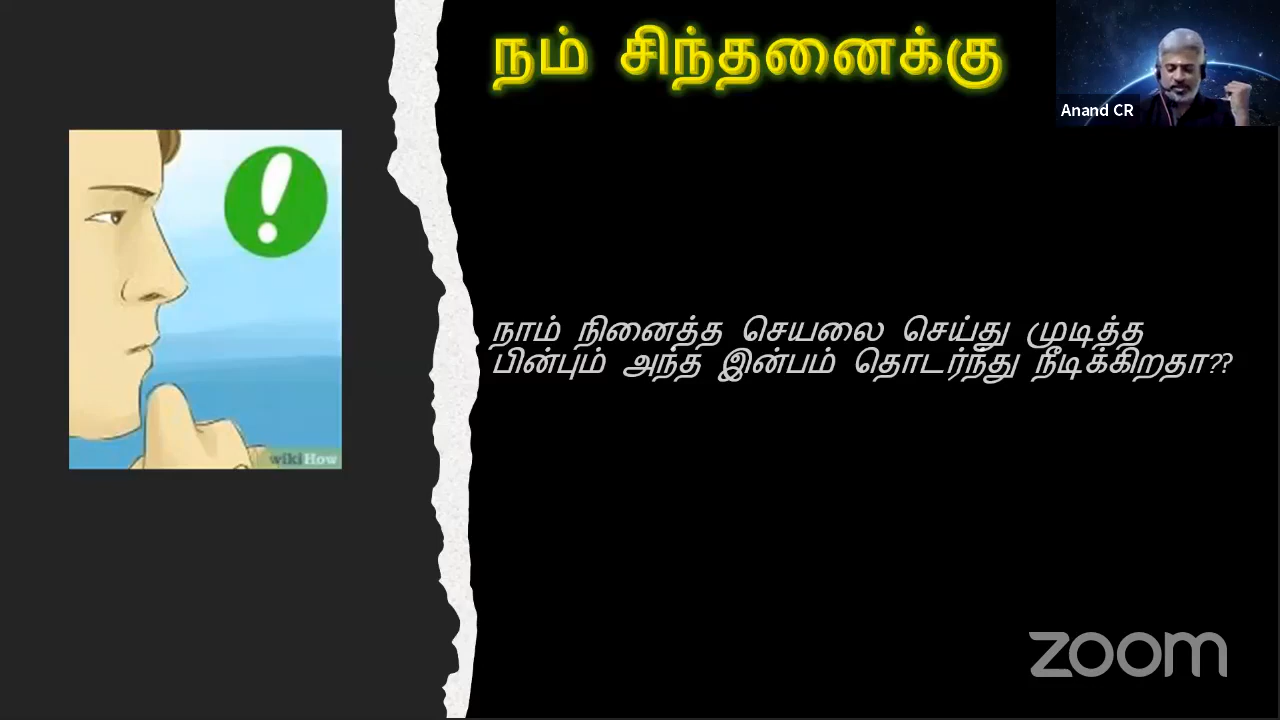 நம் சிந்தனைக்கு
Anand CR
நாம் நினைத்த செயலை செய்து முடித்த
பின்பும் அந்த இன்பம் தொடர்ந்து நீடிக்கிறதா??
wikiHow
zoom